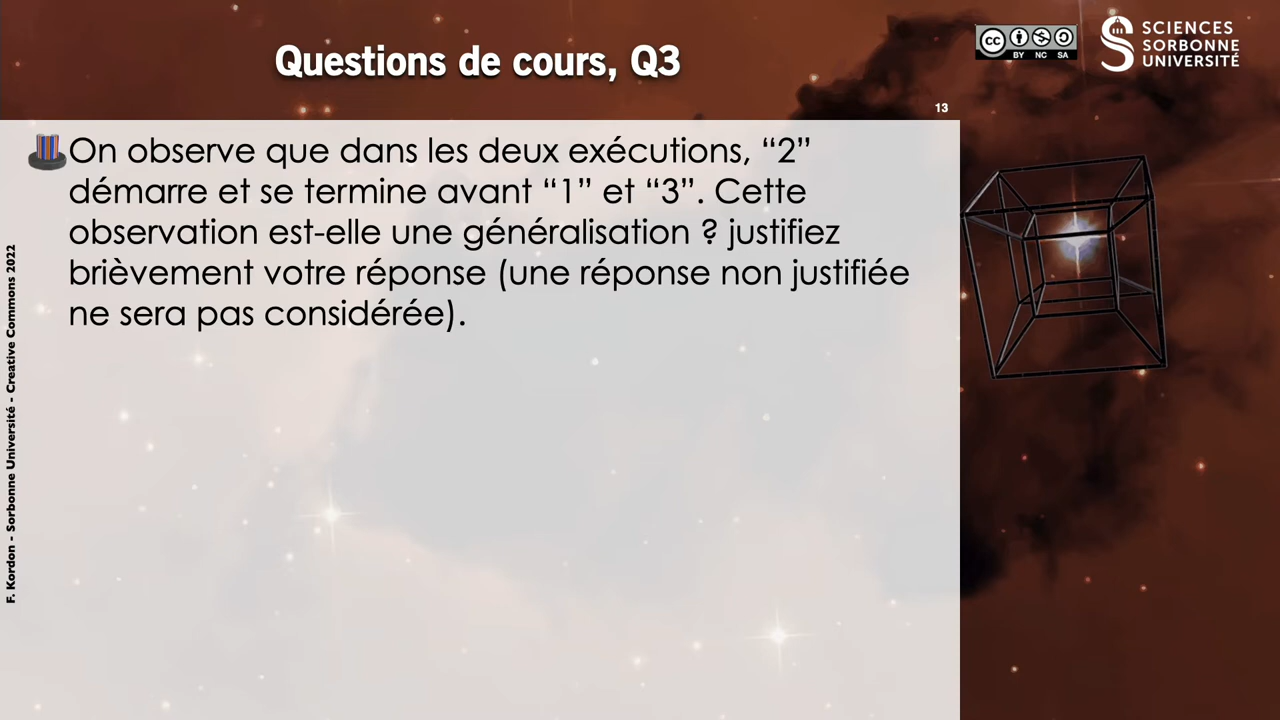 Questions de cours, Q3
cc
BY NC SA
SCIENCES
SORBONNE
UNIVERSITÉ
13
On observe que dans les deux exécutions, “2”
démarre et se termine avant “1” et “3”. Cette
observation est-elle une généralisation ? justifiez
brièvement votre réponse (une réponse non justifiée
ne sera pas considérée).
F. Kordon - Sorbonne Université - Creative Commons 2022